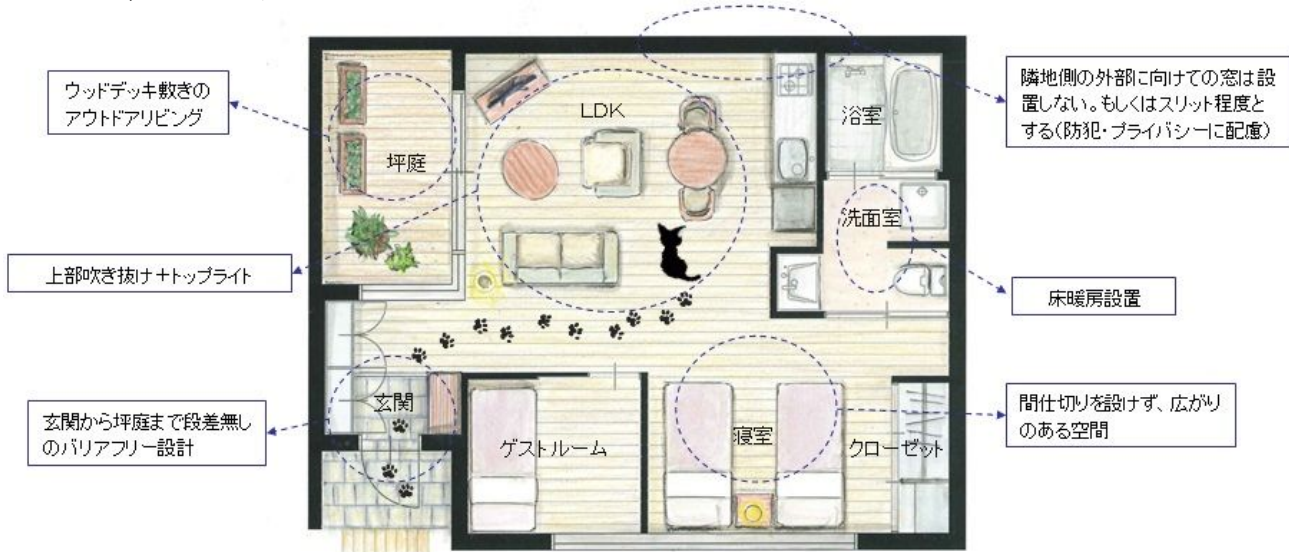 ウッドデッキ敷きの
アウトドアリビング
LDK
坪庭
浴室
隣地側の外部に向けての窓は設
置しない。もしくはスリット程度と
する(防犯・プライバシーに配慮)
洗面室
上部吹き抜け+トップライト
床暖房設置
玄関から坪庭まで段差無し
のバリアフリー設計
玄関
ゲストルーム
寝室
クローゼット
間仕切りを設けず、広がり
のある空間